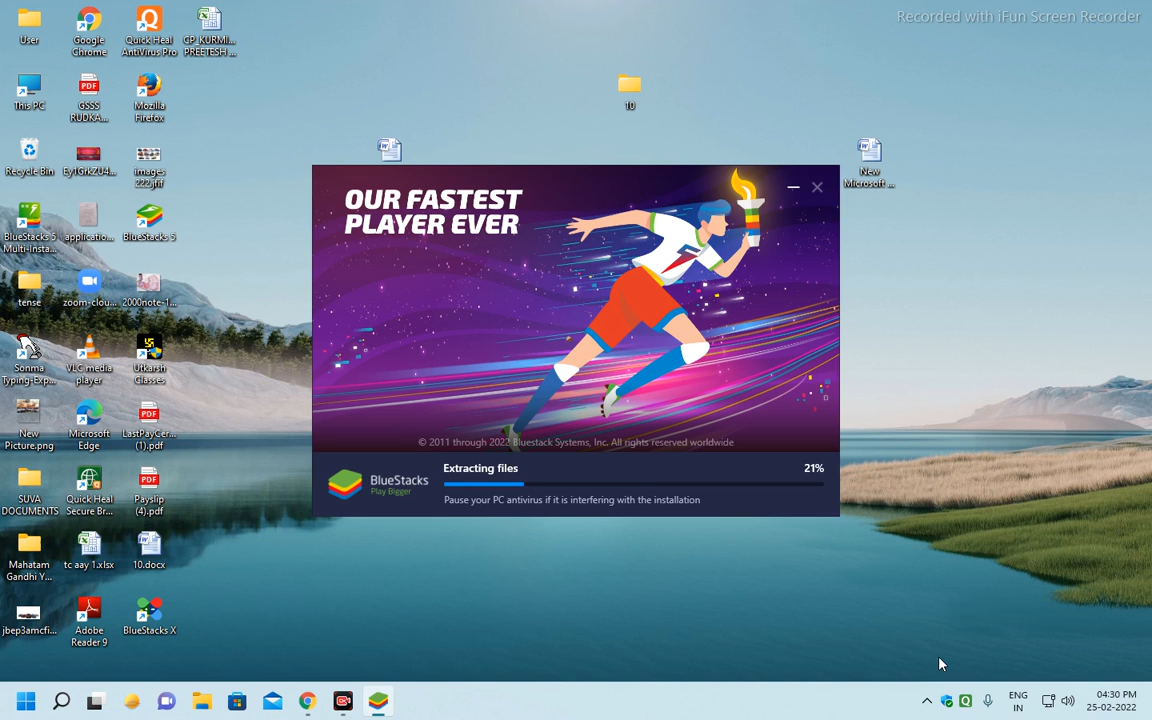 Recorded with iFun Screen Recorder
User
Google
Chrome
Quick Heal
AntiVirus Pro
CP_KURMI...
PREETESH ...
This PC
GSSS
RUDKA...
Mozilla
Firefox
10
Recycle Bin
Ey1GrkZU4...
images
222.jfif
New
Microsoft ...
BlueStacks 5
Multi-Insta...
applicatio...
BlueStacks 5
tense
zoom-clou...
2000note-1...
Sonma
Typing-Exp...
VLC media
player
Utkarsh
Classes
New
Picture.png
Microsoft
Edge
LastPayCer...
(1).pdf
SUVA
DOCUMENTS
Quick Heal
Secure Br...
Payslip
(4).pdf
Mahatam
Gandhi Y...
tc aay 1.xlsx
10.docx
jbep3amcfi...
Adobe
Reader 9
BlueStacks X
OUR FASTEST
PLAYER EVER
© 2011 through 2022 Bluestack Systems, Inc. All rights reserved worldwide
BlueStacks
Play Bigger
Extracting files
21%
Pause your PC antivirus if it is interfering with the installation
ENG
IN
04:30 PM
25-02-2022